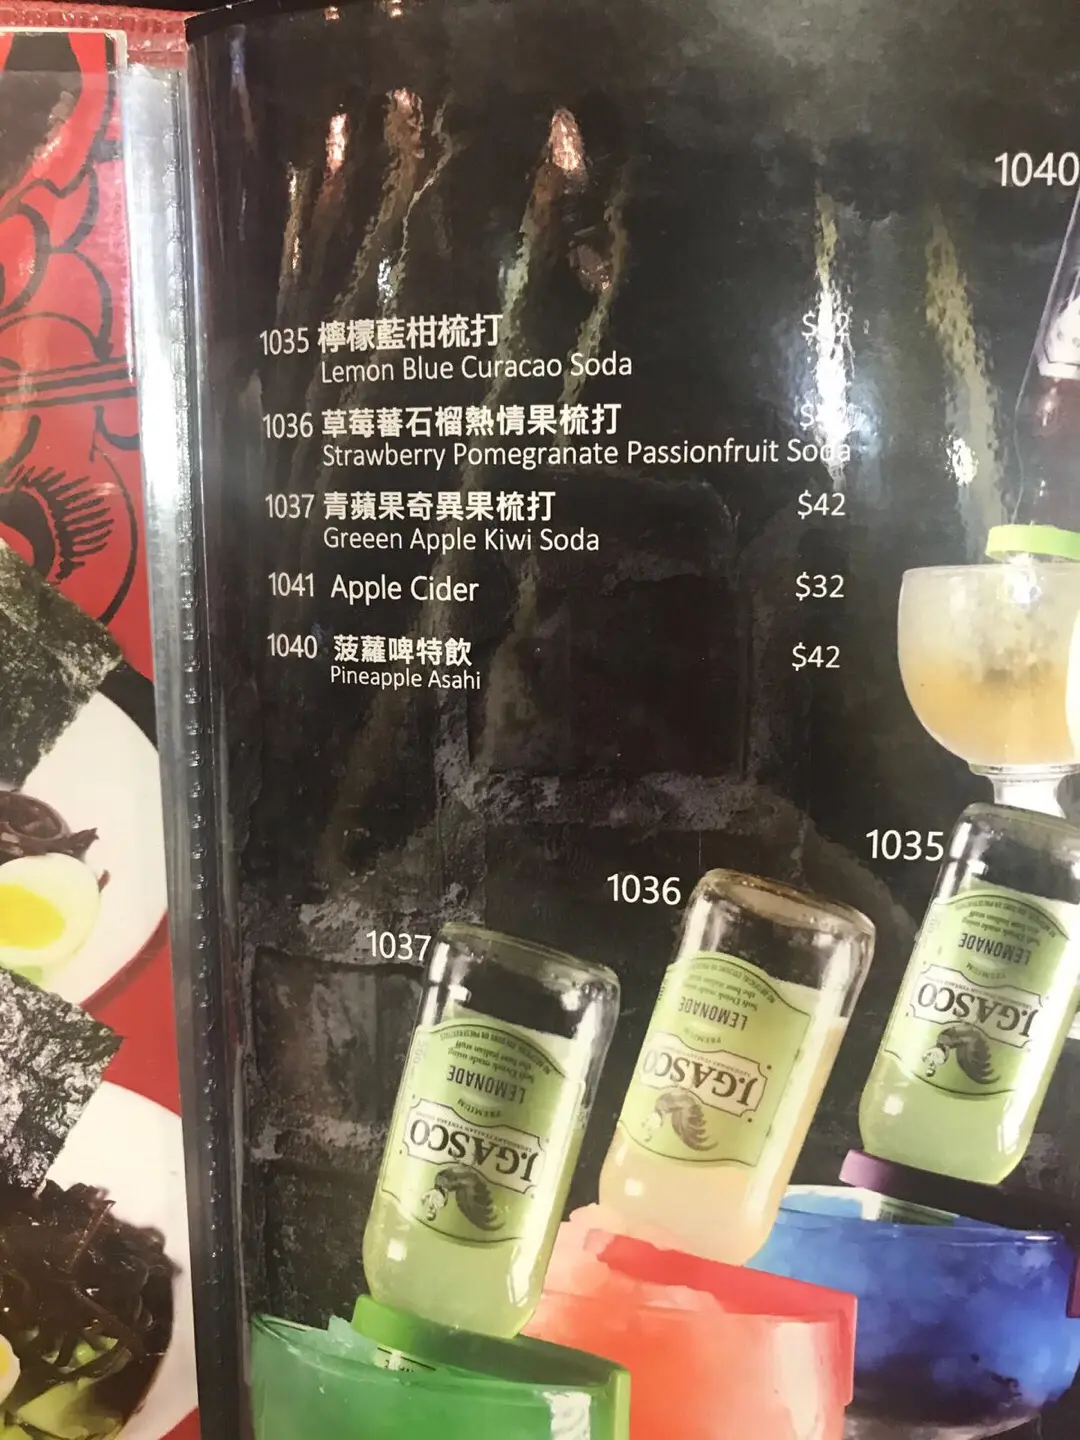 1040
1035 檸檬藍柑梳打
Lemon Blue Curacao Soda
1036 草莓蕃石榴熱情果梳打
Strawberry Pomegranate Passionfruit Soda
1037 青蘋果奇異果梳打 $42
Greeen Apple Kiwi Soda
1041 Apple Cider $32
1040 菠蘿啤特飲 $42
Pineapple Asahi
1035
1036
1037
LEMONADE
PREMIUM
J.GASCO
LEMONADE
PREMIUM
J.GASCO
LEMONADE
PREMIUM
J.GASCO